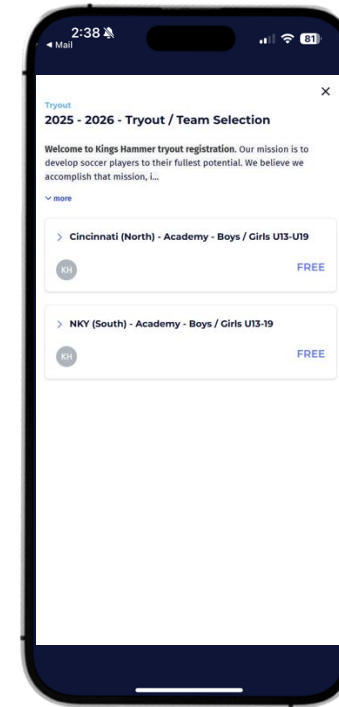 2:38
81
◀ Mail
×
Tryout
2025 - 2026 - Tryout / Team Selection
Welcome to Kings Hammer tryout registration. Our mission is to
develop soccer players to their fullest potential. We believe we
accomplish that mission, i...
more
Cincinnati (North) - Academy - Boys / Girls U13-U19
KH
FREE
NKY (South) - Academy - Boys / Girls U13-19
KH
FREE